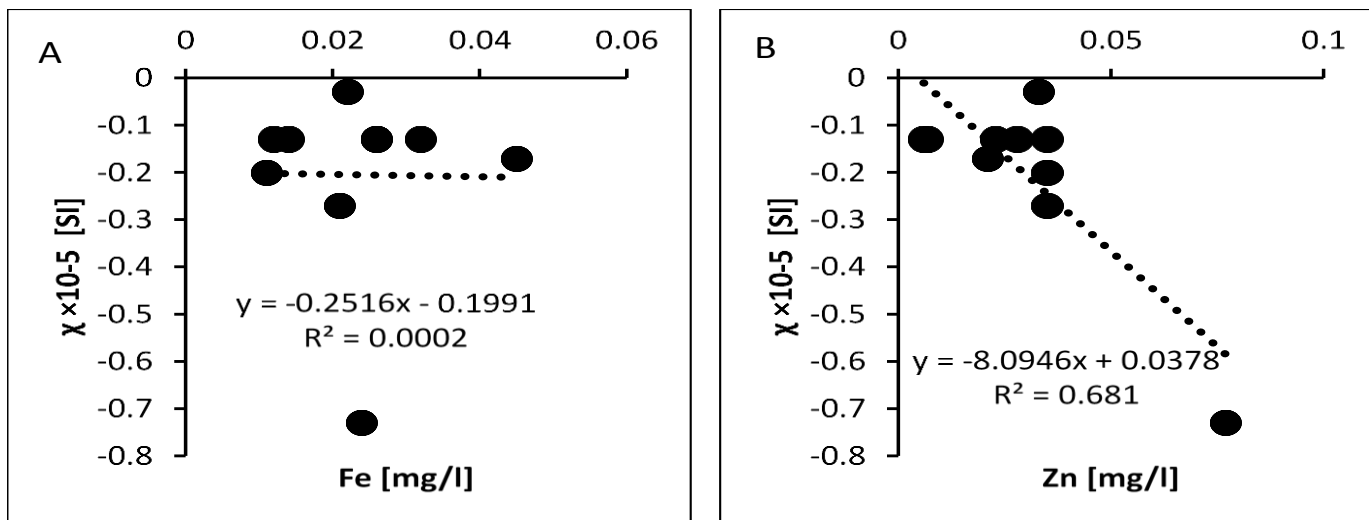 A
0 0.02 0.04 0.06
0
-0.1
-0.2
-0.3
-0.4
-0.5
-0.6
-0.7
-0.8
χ ×10-5 [SI]
y = -0.2516x - 0.1991
R² = 0.0002
Fe [mg/l]
B
0 0.05 0.1
0
-0.1
-0.2
-0.3
-0.4
-0.5
-0.6
-0.7
-0.8
χ ×10-5 [SI]
y = -8.0946x + 0.0378
R² = 0.681
Zn [mg/l]